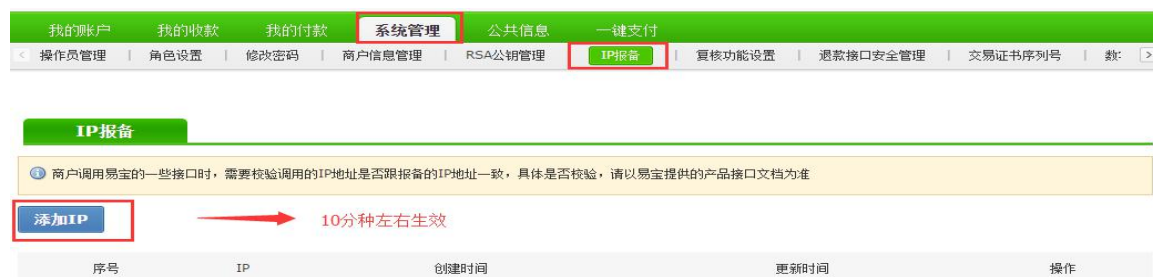 我的账户 我的收款 我的付款 系统管理 公共信息 一键支付
< 操作员管理 | 角色设置 | 修改密码 | 商户信息管理 | RSA公钥管理 IP报备 | 复核功能设置 | 退款接口安全管理 | 交易证书序列号 | 数: >
IP报备
商户调用易宝的一些接口时，需要校验调用的IP地址是否跟报备的IP地址一致，具体是否校验，请以易宝提供的产品接口文档为准
添加IP 10分种左右生效
序号 IP 创建时间 更新时间 操作